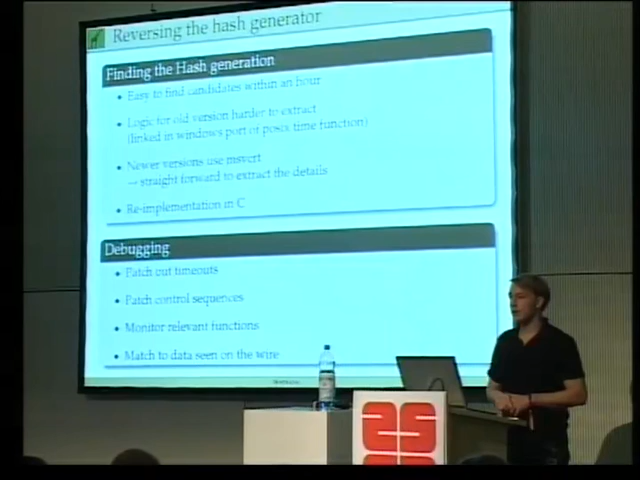 Reversing the hash generator
Finding the Hash generation
Easy to find candidates within an hour
Logic for old version harder to extract
(linked in windows port of posix time function)
Newer versions use msvcrt
→ straight forward to extract the details
Re-implementation in C
Debugging
Patch out timeouts
Patch control sequences
Monitor relevant functions
Match to data seen on the wire